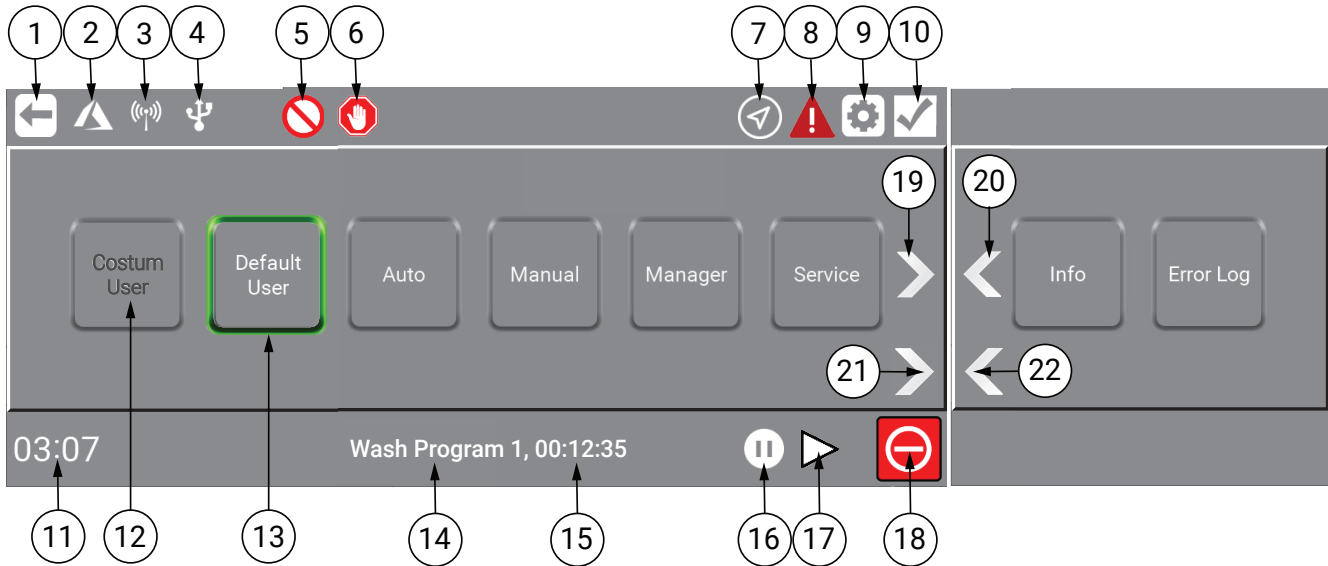 1 2 3 4 5 6 7 8 9 10
19 20
Costum
User
Default
User
Auto
Manual
Manager
Service
Info
Error Log
21 22
03:07
Wash Program 1, 00:12:35
11 12 13 14 15 16 17 18